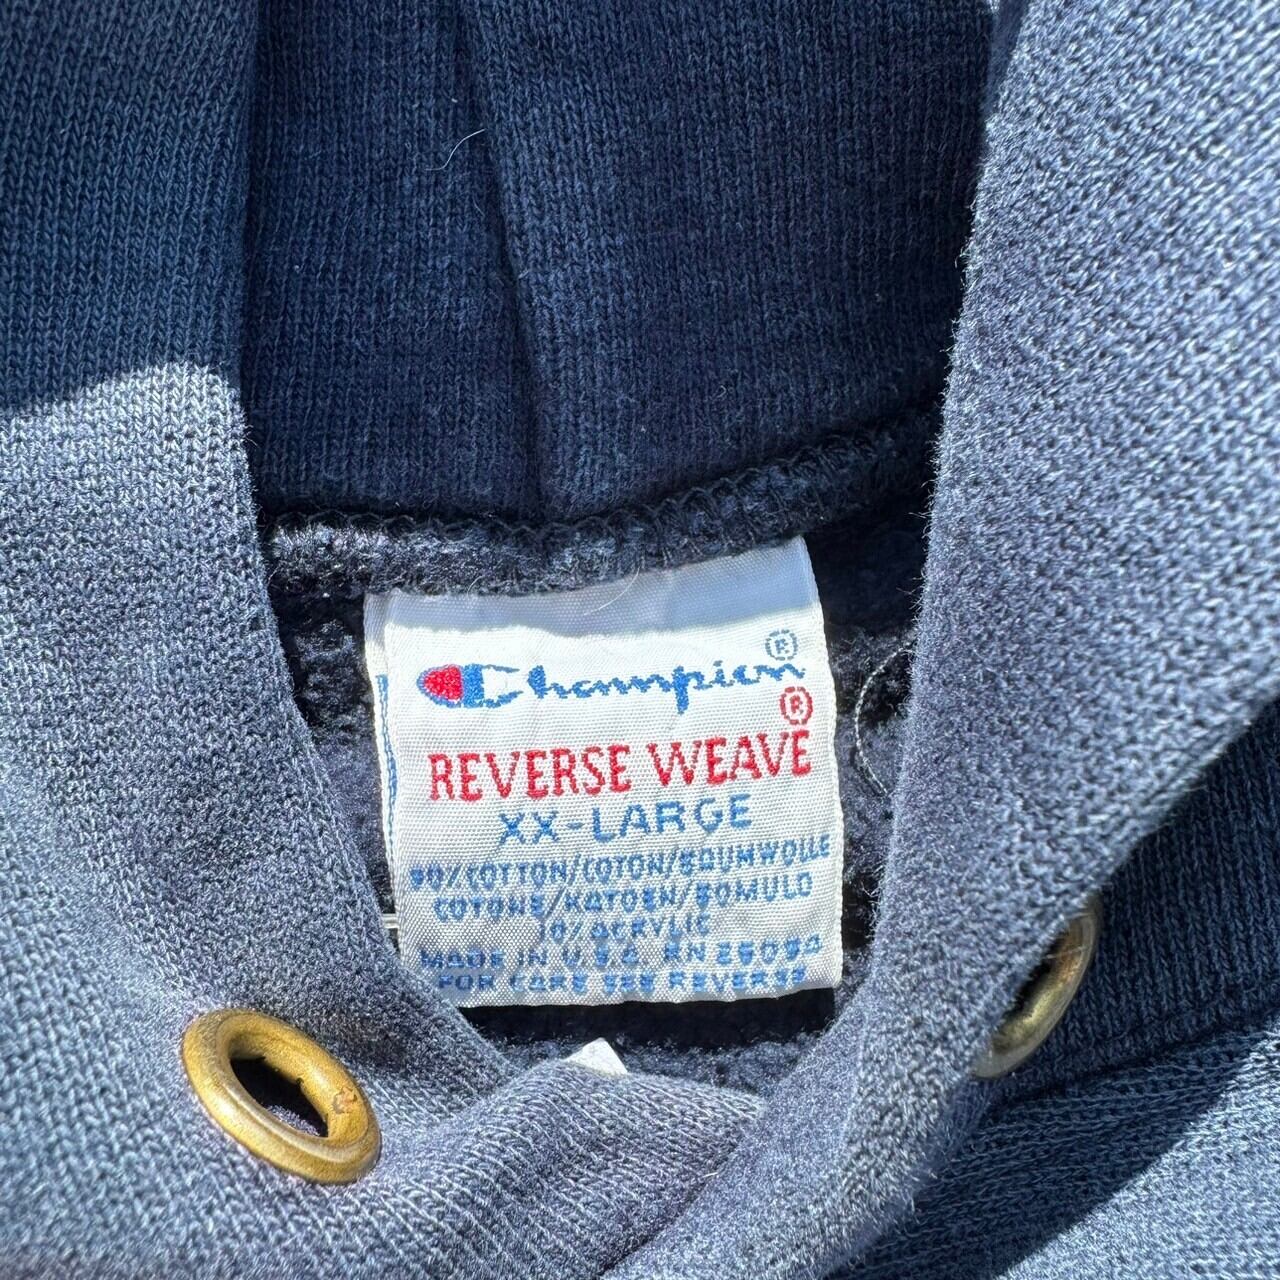 Champion®
REVERSE WEAVE®
XX-LARGE
90%COTTON/COTON/BAUMWOLLE
COTONE/KATOEN/BOMULD
10%ACRYLIC
MADE IN U.S.A. RN 26094
FOR CARE SEE REVERSE